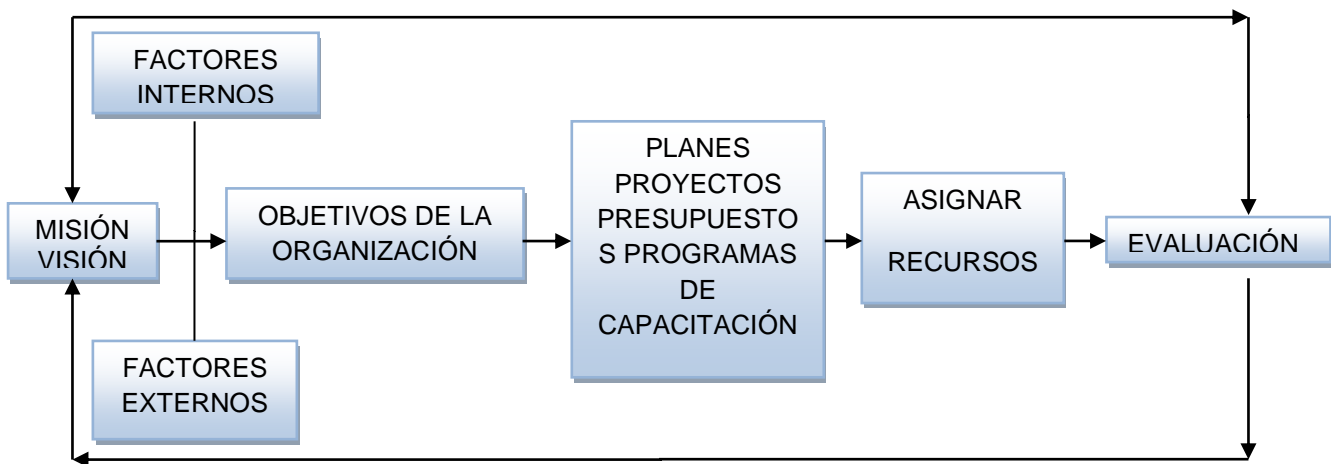 FACTORES
INTERNOS
MISIÓN
VISIÓN
OBJETIVOS DE LA
ORGANIZACIÓN
PLANES
PROYECTOS
PRESUPUESTO
S PROGRAMAS
DE
CAPACITACIÓN
ASIGNAR
RECURSOS
EVALUACIÓN
FACTORES
EXTERNOS